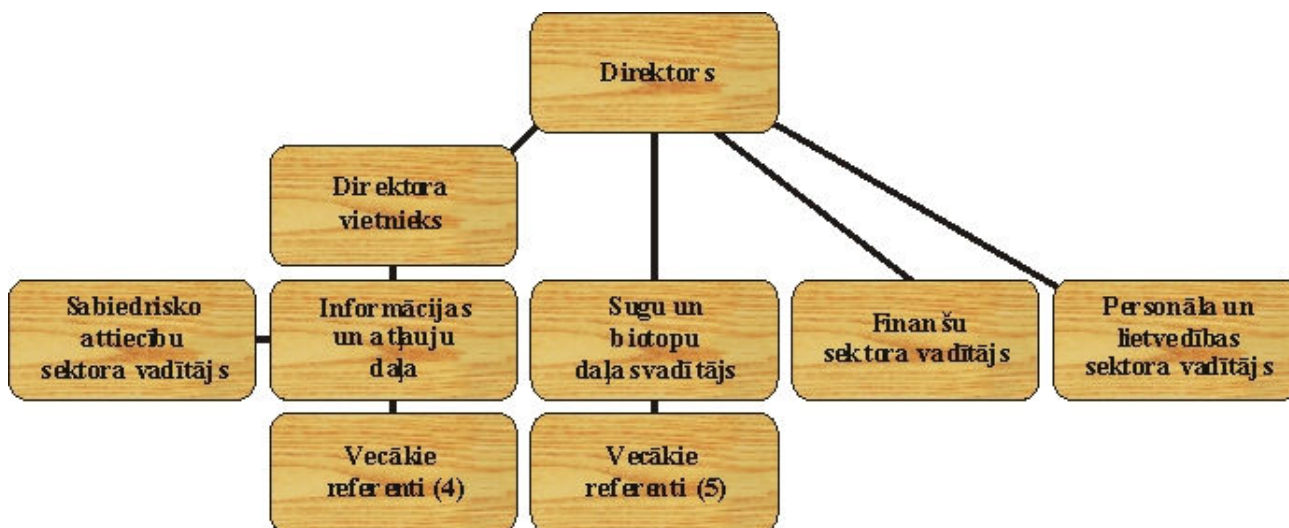 Direktors
Direktora
vietnieks
Sabiedrisko
attiecību
sektora vadītājs
Informācijas
un atļauju
daļa
Sugu un
biotopu
daļas vadītājs
Finanšu
sektora vadītājs
Personāla un
lietvedības
sektora vadītājs
Vecākie
referenti (4)
Vecākie
referenti (5)